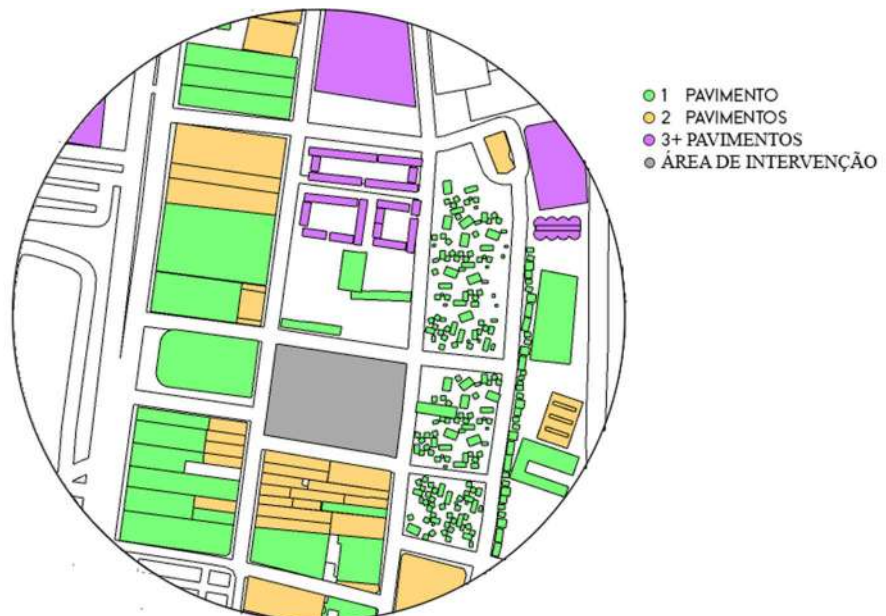 1 PAVIMENTO
2 PAVIMENTOS
3+ PAVIMENTOS
ÁREA DE INTERVENÇÃO